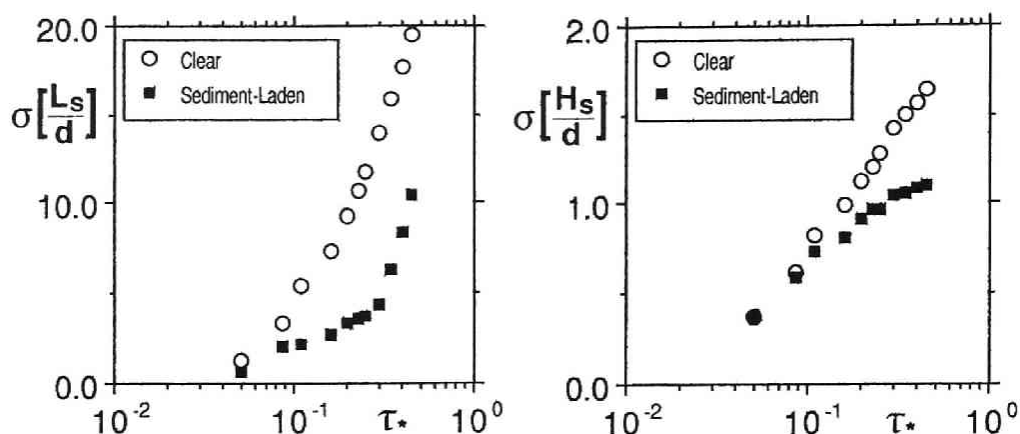 20.0
Clear
Sediment-Laden
σ[Ls/d]
10.0
0.0
10^-2
10^-1
τ*
10^0
2.0
Clear
Sediment-Laden
σ[Hs/d]
1.0
0.0
10^-2
10^-1
τ*
10^0